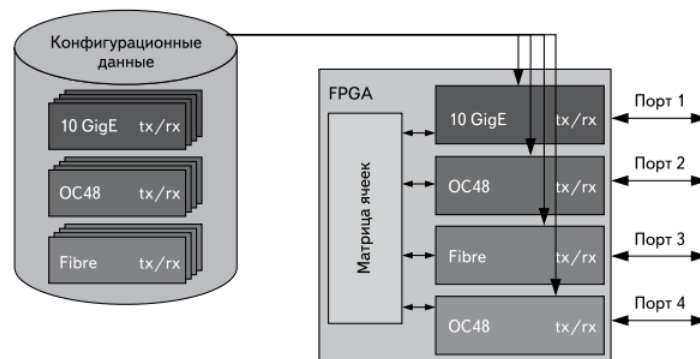 Конфигурационные
данные
10 GigE tx/rx
OC48 tx/rx
Fibre tx/rx
FPGA
Матрица ячеек
10 GigE tx/rx
OC48 tx/rx
Fibre tx/rx
OC48 tx/rx
Порт 1
Порт 2
Порт 3
Порт 4